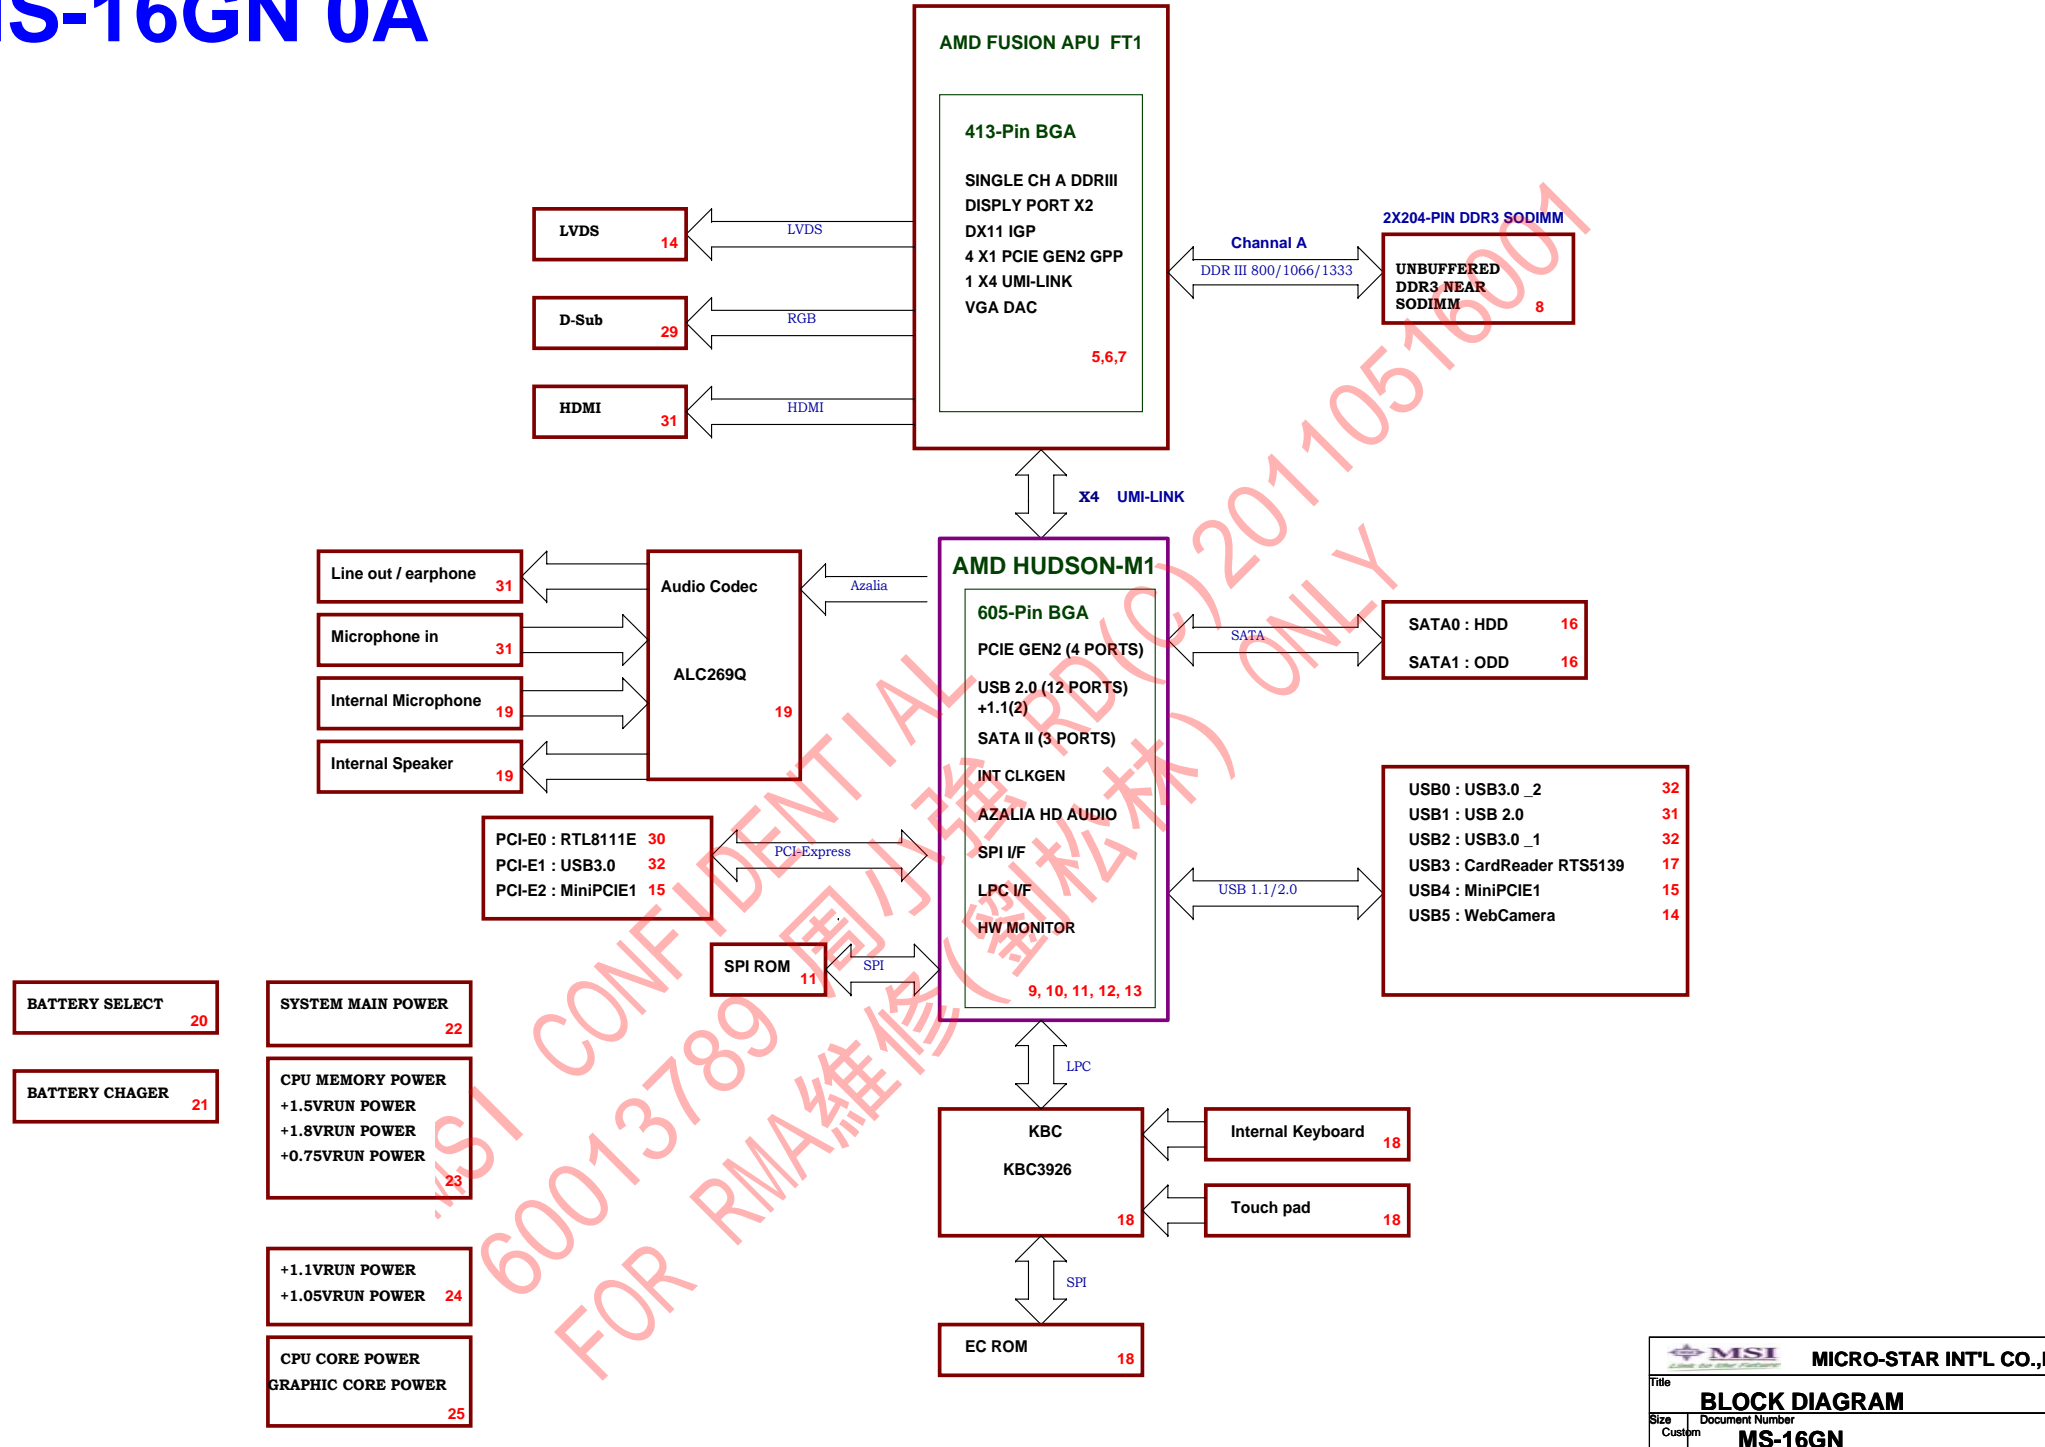 MS-16GN 0A
AMD FUSION APU FT1
413-Pin BGA
SINGLE CH A DDRIII
DISPLY PORT X2
DX11 IGP
4 X1 PCIE GEN2 GPP
1 X4 UMI-LINK
VGA DAC
5,6,7
LVDS
14
LVDS
D-Sub
29
RGB
HDMI
31
HDMI
Channal A
DDR III 800/1066/1333
2X204-PIN DDR3 SODIMM
UNBUFFERED
DDR3 NEAR
SODIMM
8
X4 UMI-LINK
AMD HUDSON-M1
605-Pin BGA
PCIE GEN2 (4 PORTS)
USB 2.0 (12 PORTS)
+1.1(2)
SATA II (3 PORTS)
INT CLKGEN
AZALIA HD AUDIO
SPI I/F
LPC I/F
HW MONITOR
9, 10, 11, 12, 13
Line out / earphone
31
Microphone in
31
Internal Microphone
19
Internal Speaker
19
Audio Codec
ALC269Q
19
Azalia
SATA
SATA0 : HDD 16
SATA1 : ODD 16
PCI-E0 : RTL8111E 30
PCI-E1 : USB3.0 32
PCI-E2 : MiniPCIE1 15
PCI-Express
USB 1.1/2.0
USB0 : USB3.0 _2 32
USB1 : USB 2.0 31
USB2 : USB3.0 _1 32
USB3 : CardReader RTS5139 17
USB4 : MiniPCIE1 15
USB5 : WebCamera 14
SPI ROM
11
SPI
BATTERY SELECT
20
BATTERY CHAGER
21
SYSTEM MAIN POWER
22
CPU MEMORY POWER
+1.5VRUN POWER
+1.8VRUN POWER
+0.75VRUN POWER
23
+1.1VRUN POWER
+1.05VRUN POWER 24
CPU CORE POWER
GRAPHIC CORE POWER
25
LPC
KBC
KBC3926
18
Internal Keyboard
18
Touch pad
18
SPI
EC ROM
18
MSI CONFIDENTIAL
60013789 周小強 RD(C)20110516001
FOR RMA維修(劉松林) ONLY
MSI
Link to the Future
MICRO-STAR INT'L CO.,
Title
BLOCK DIAGRAM
Size
Custom
Document Number
MS-16GN